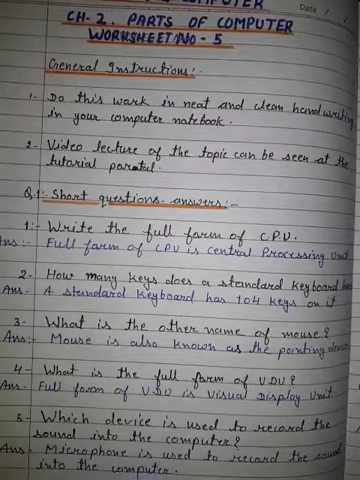 COMPUTER
Date / /
CH-2. PARTS OF COMPUTER
WORKSHEET NO - 5
General Instructions:-
1- Do this work in neat and clean handwriting
in your computer notebook.
2- Video lecture of the topic can be seen at the
tutorial portal.
Q.1:- Short questions-answers:-
1:- Write the full form of C.P.U.
Ans:- Full form of CPU is Central Processing Unit
2- How many keys does a standard keyboard
Ans- A standard keyboard has 104 keys on it
3- What is the other name of mouse?
Ans:- Mouse is also known as the pointing device
4- What is the full form of VDU?
Ans- Full form of VDU is Visual Display Unit
5- Which device is used to record the
sound into the computer?
Ans- Microphone is used to record the sound
into the computer.